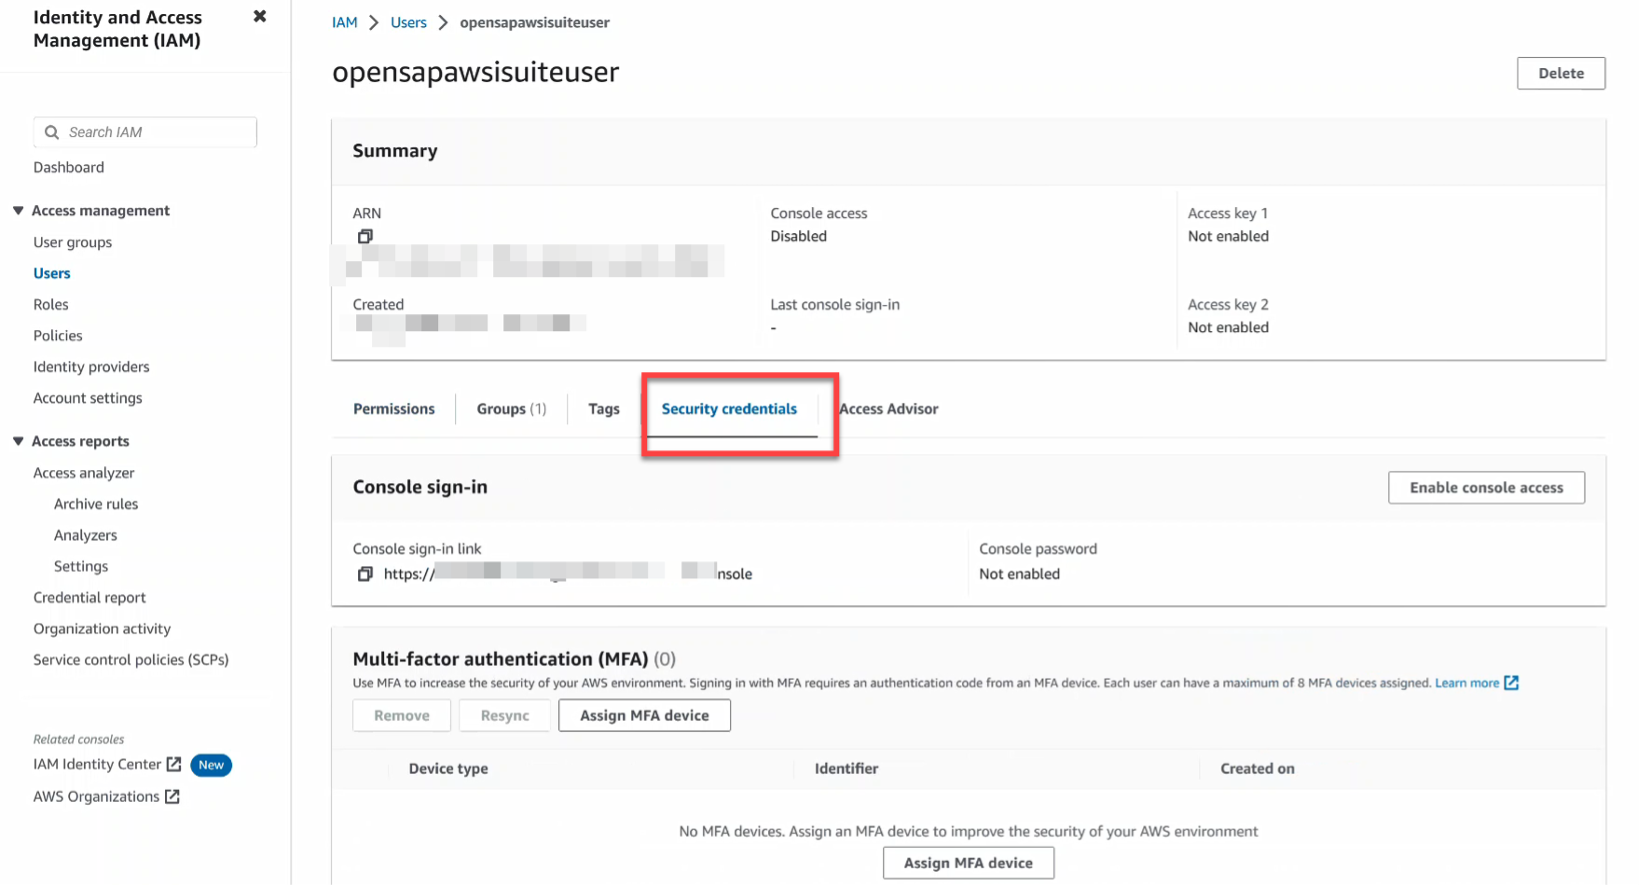 Identity and Access
Management (IAM)
Search IAM
Dashboard
Access management
User groups
Users
Roles
Policies
Identity providers
Account settings
Access reports
Access analyzer
Archive rules
Analyzers
Settings
Credential report
Organization activity
Service control policies (SCPs)
Related consoles
IAM Identity Center New
AWS Organizations
IAM > Users > opensapawsisuiteuser
opensapawsisuiteuser
Delete
Summary
ARN
Created
Console access
Disabled
Last console sign-in
-
Access key 1
Not enabled
Access key 2
Not enabled
Permissions Groups (1) Tags Security credentials Access Advisor
Console sign-in
Enable console access
Console sign-in link
https:// nsole
Console password
Not enabled
Multi-factor authentication (MFA) (0)
Use MFA to increase the security of your AWS environment. Signing in with MFA requires an authentication code from an MFA device. Each user can have a maximum of 8 MFA devices assigned. Learn more
Remove Resync Assign MFA device
Device type Identifier Created on
No MFA devices. Assign an MFA device to improve the security of your AWS environment
Assign MFA device